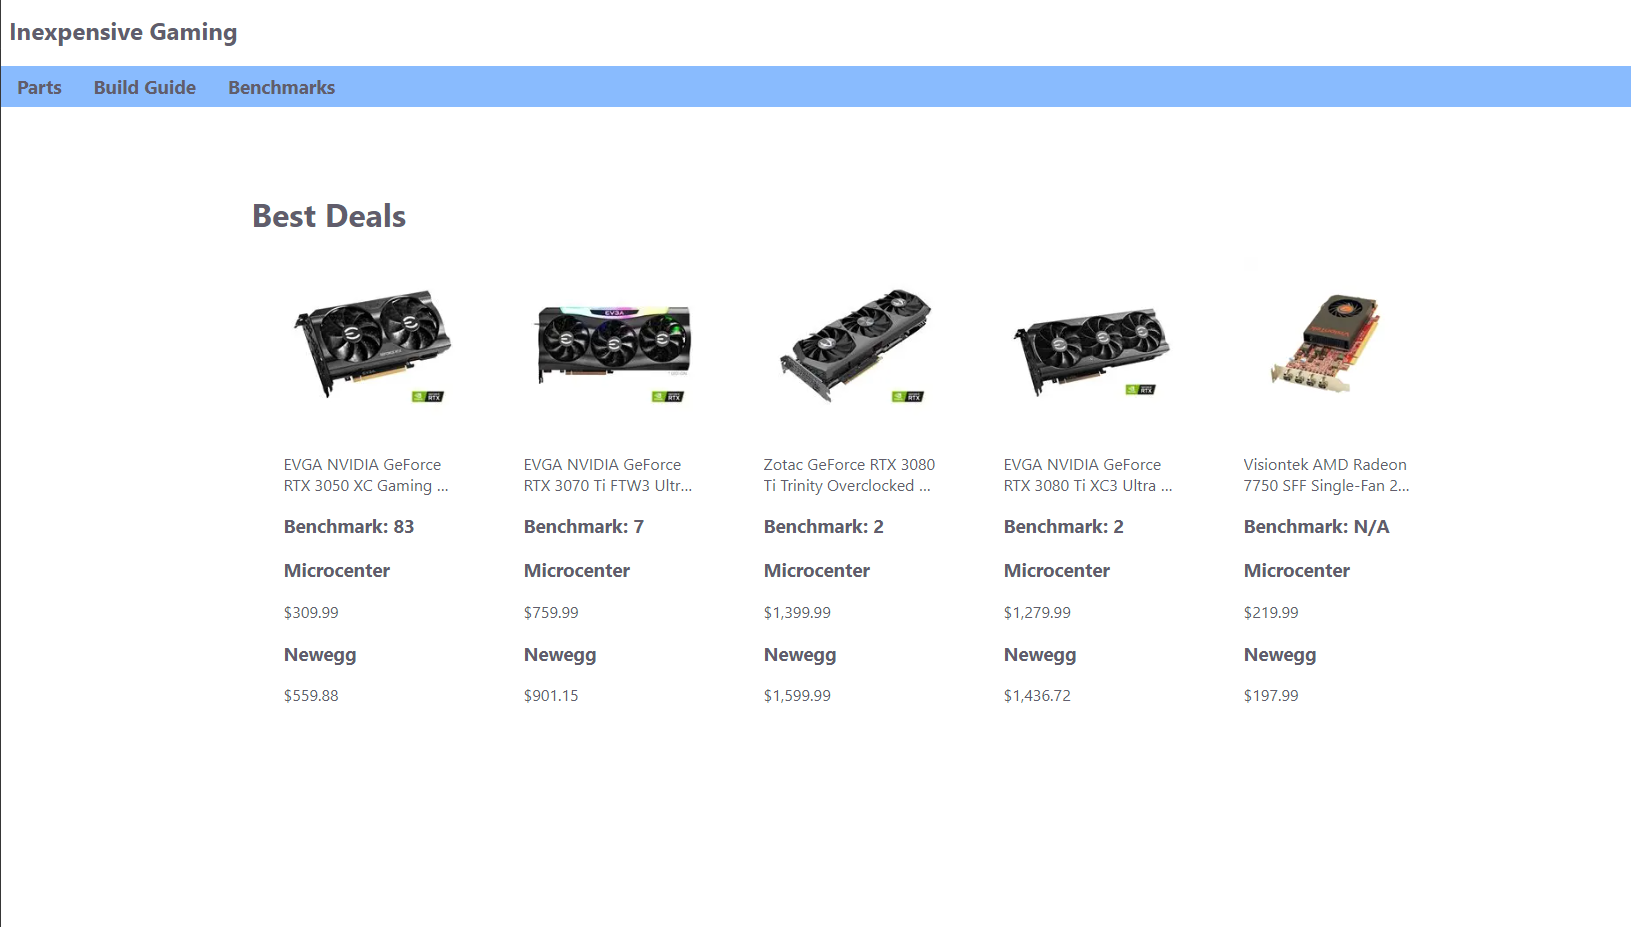 Inexpensive Gaming
Parts Build Guide Benchmarks
Best Deals
EVGA
EVGA NVIDIA GeForce
RTX 3050 XC Gaming ...
Benchmark: 83
Microcenter
$309.99
Newegg
$559.88
EVGA NVIDIA GeForce
RTX 3070 Ti FTW3 Ultr...
Benchmark: 7
Microcenter
$759.99
Newegg
$901.15
Zotac GeForce RTX 3080
Ti Trinity Overclocked ...
Benchmark: 2
Microcenter
$1,399.99
Newegg
$1,599.99
EVGA NVIDIA GeForce
RTX 3080 Ti XC3 Ultra ...
Benchmark: 2
Microcenter
$1,279.99
Newegg
$1,436.72
Visiontek AMD Radeon
7750 SFF Single-Fan 2...
Benchmark: N/A
Microcenter
$219.99
Newegg
$197.99